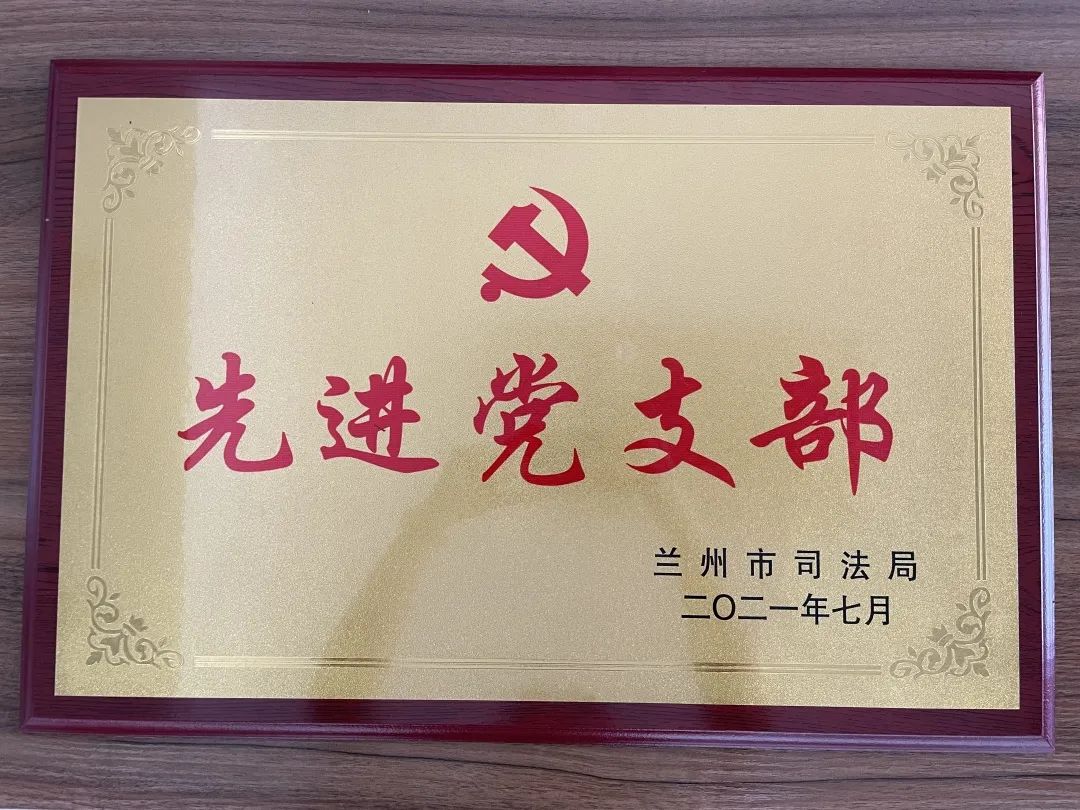 先进党支部
兰州市司法局
二〇二一年七月